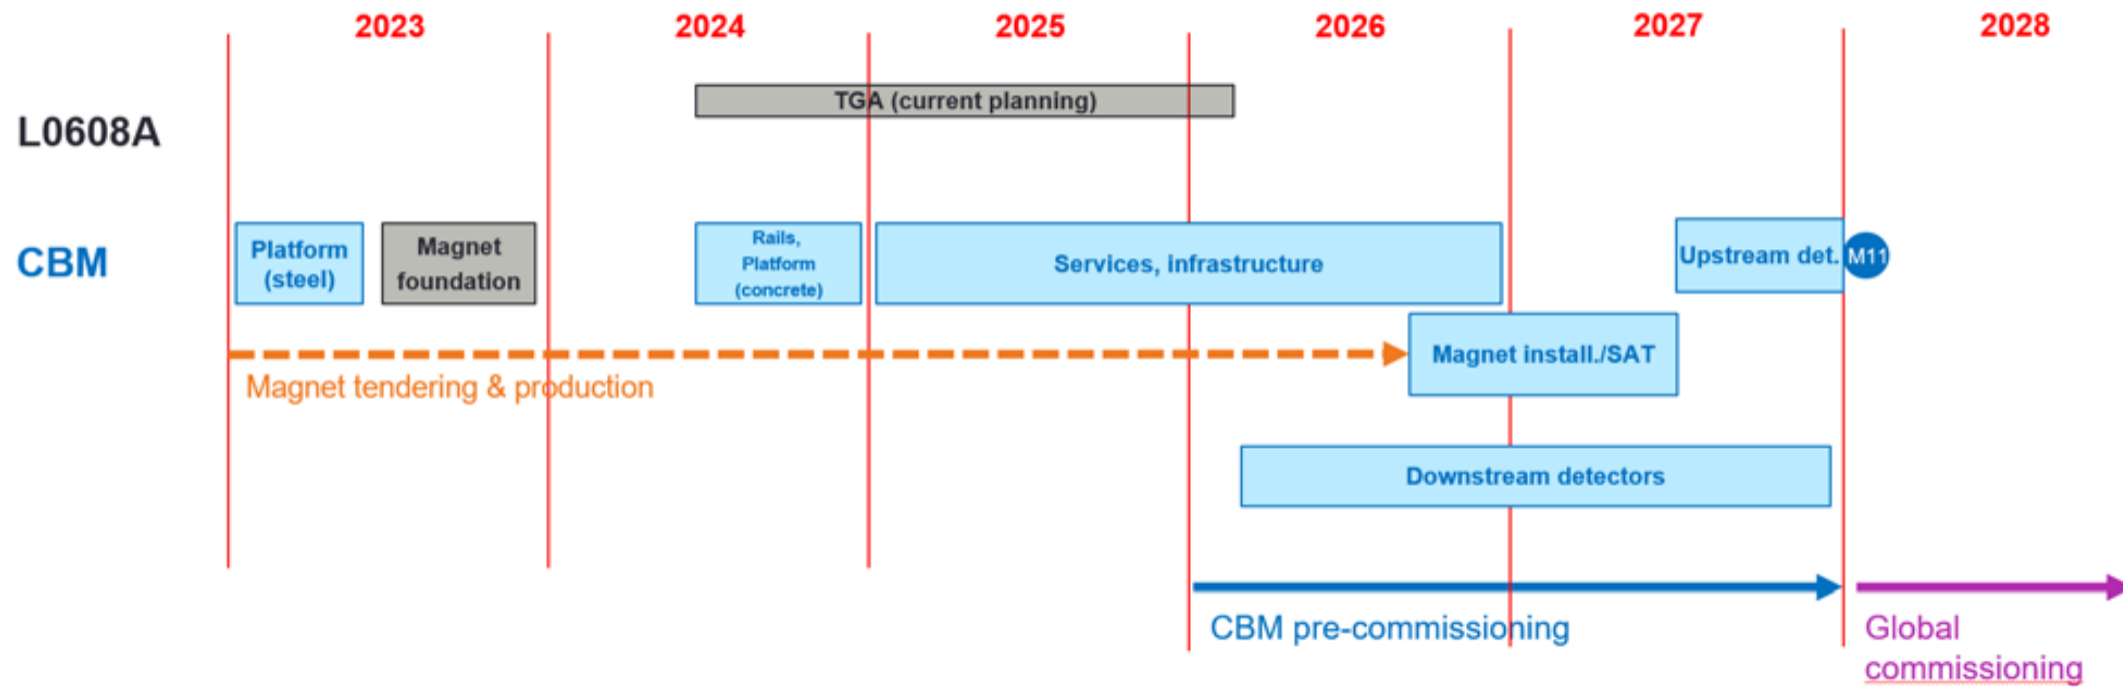 2023
2024
2025
2026
2027
2028
L0608A
TGA (current planning)
CBM
Platform
(steel)
Magnet
foundation
Rails,
Platform
(concrete)
Services, infrastructure
Upstream det.
M11
Magnet install./SAT
Magnet tendering & production
Downstream detectors
CBM pre-commissioning
Global
commissioning